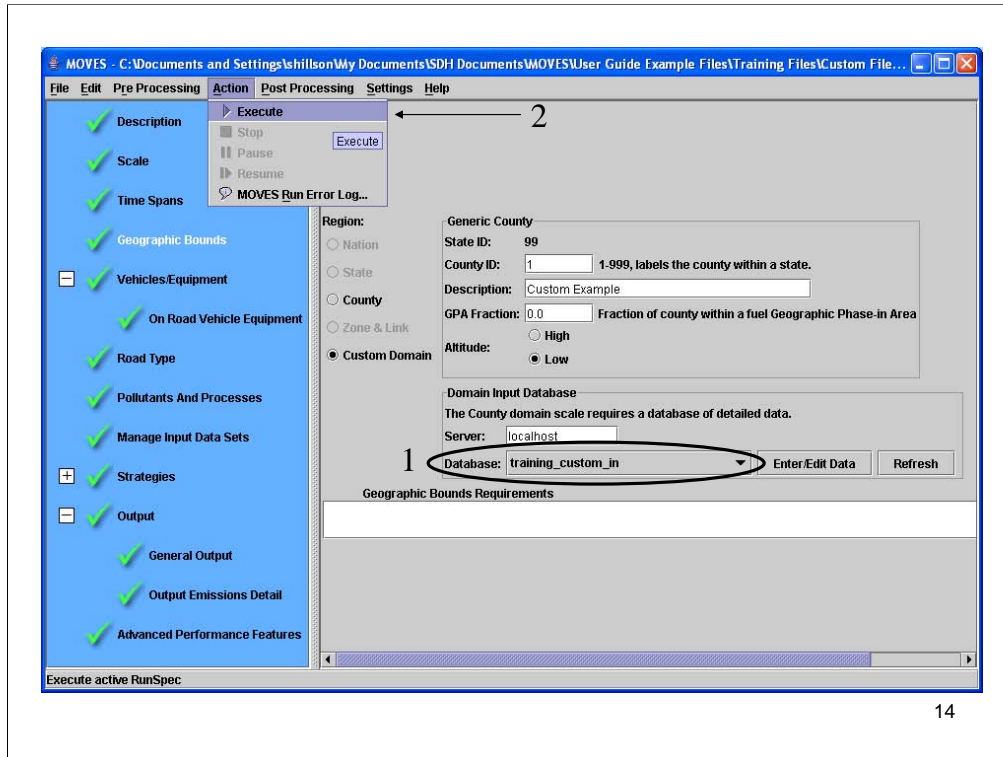 MOVES - C:\Documents and Settings\shillson\My Documents\SDH Documents\MOVES\User Guide Example Files\Training Files\Custom File...
File Edit Pre Processing Action Post Processing Settings Help
Execute
Stop
Pause
Resume
MOVES Run Error Log...
Execute
2
Description
Scale
Time Spans
Geographic Bounds
Vehicles/Equipment
On Road Vehicle Equipment
Road Type
Pollutants And Processes
Manage Input Data Sets
Strategies
Output
General Output
Output Emissions Detail
Advanced Performance Features
Region:
Nation
State
County
Zone & Link
Custom Domain
Generic County
State ID: 99
County ID: 1 1-999, labels the county within a state.
Description: Custom Example
GPA Fraction: 0.0 Fraction of county within a fuel Geographic Phase-in Area
Altitude:
High
Low
Domain Input Database
The County domain scale requires a database of detailed data.
Server: localhost
1
Database: training_custom_in Enter/Edit Data Refresh
Geographic Bounds Requirements
Execute active RunSpec
14